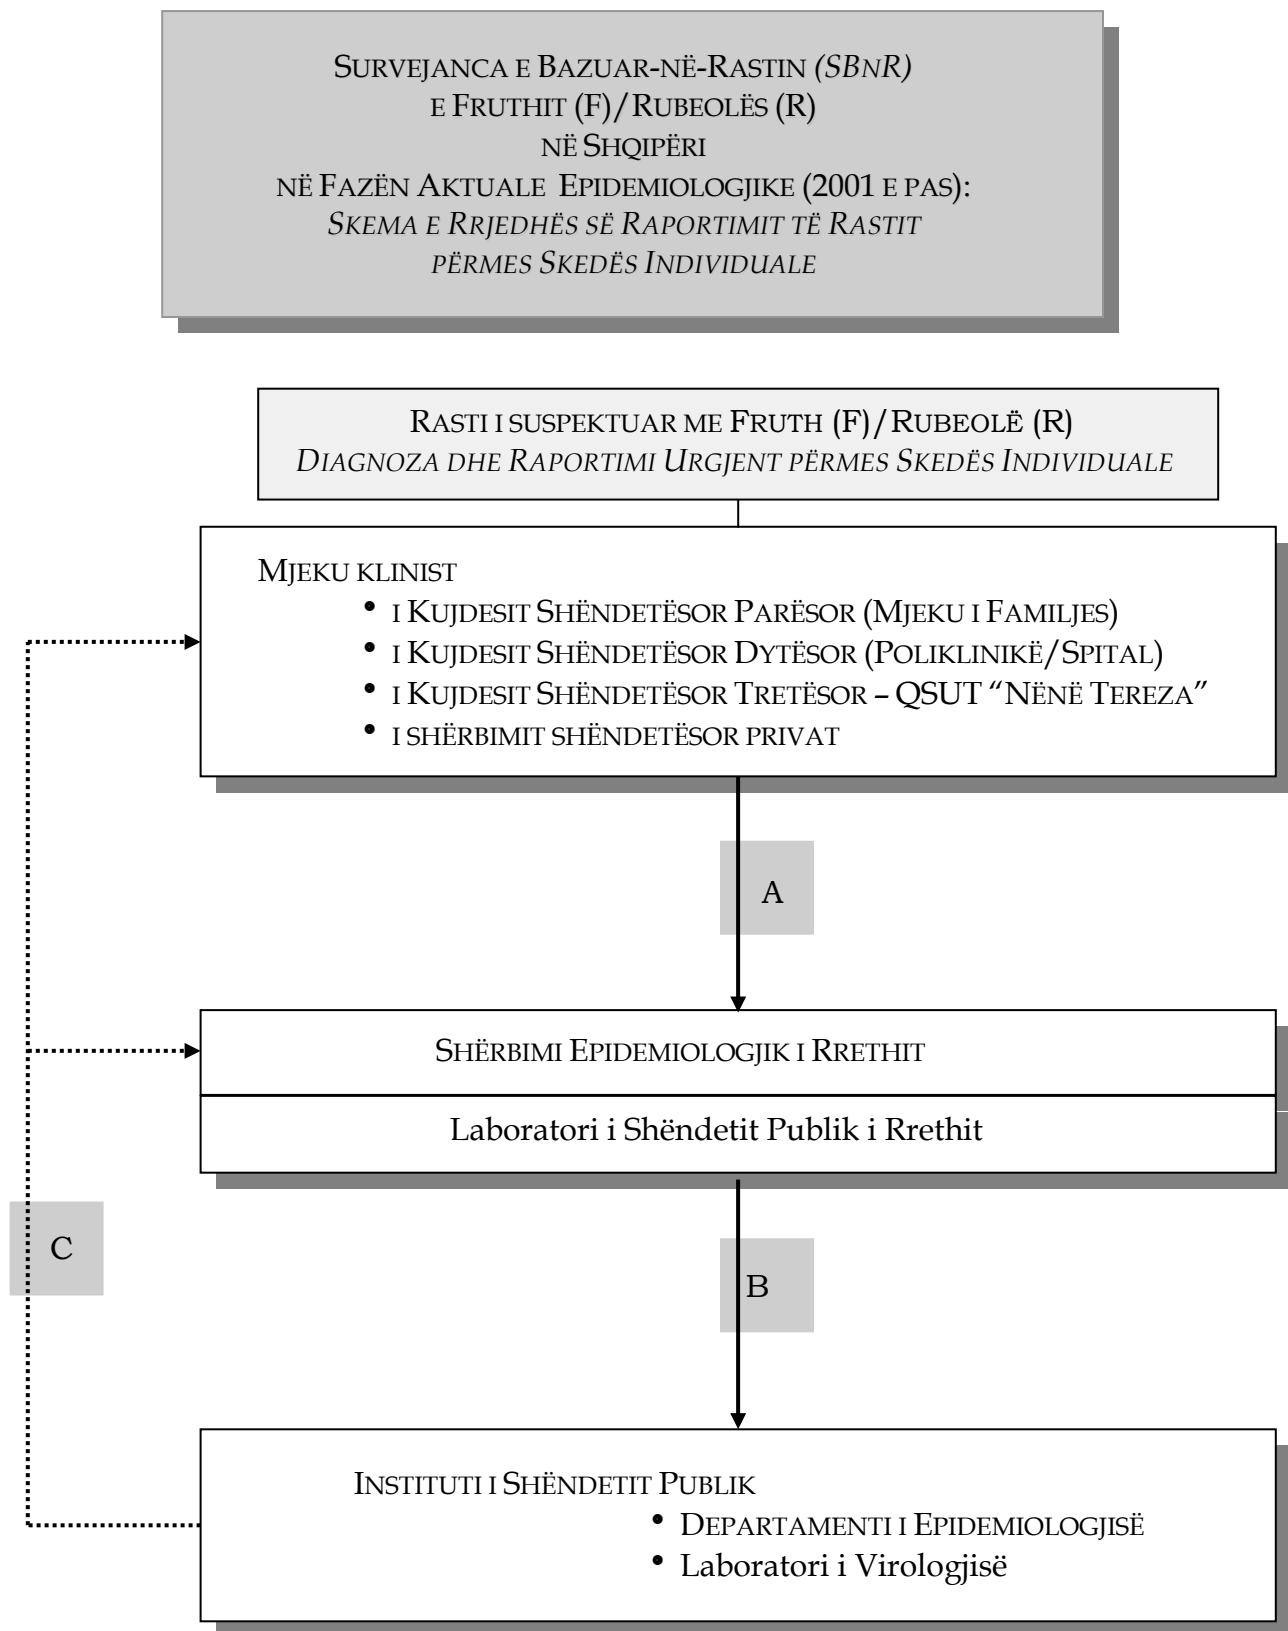 SURVEJANCA E BAZUAR-NË-RASTIN (SBNR)
E FRUTHIT (F)/RUBEOLËS (R)
NË SHQIPËRI
NË FAZËN AKTUALE EPIDEMIOLOGJIKE (2001 E PAS):
SKEMA E RRJEDHËS SË RAPORTIMIT TË RASTIT
PËRMES SKEDËS INDIVIDUALE
RASTI I SUSPEKTUAR ME FRUTH (F)/RUBEOLË (R)
DIAGNOZA DHE RAPORTIMI URGJENT PËRMES SKEDËS INDIVIDUALE
MJEKU KLINIST
• I KUJDESIT SHËNDETËSOR PARËSOR (MJEKU I FAMILJES)
• I KUJDESIT SHËNDETËSOR DYTËSOR (POLIKLINIKË/SPITAL)
• I KUJDESIT SHËNDETËSOR TRETËSOR – QSUT “NËNË TEREZA”
• I SHËRBIMIT SHËNDETËSOR PRIVAT
A
SHËRBIMI EPIDEMIOLOGJIK I RRETHIT
Laboratori i Shëndetit Publik i Rrethit
C
B
INSTITUTI I SHËNDETIT PUBLIK
• DEPARTAMENTI I EPIDEMIOLOGJISË
• Laboratori i Virologjisë